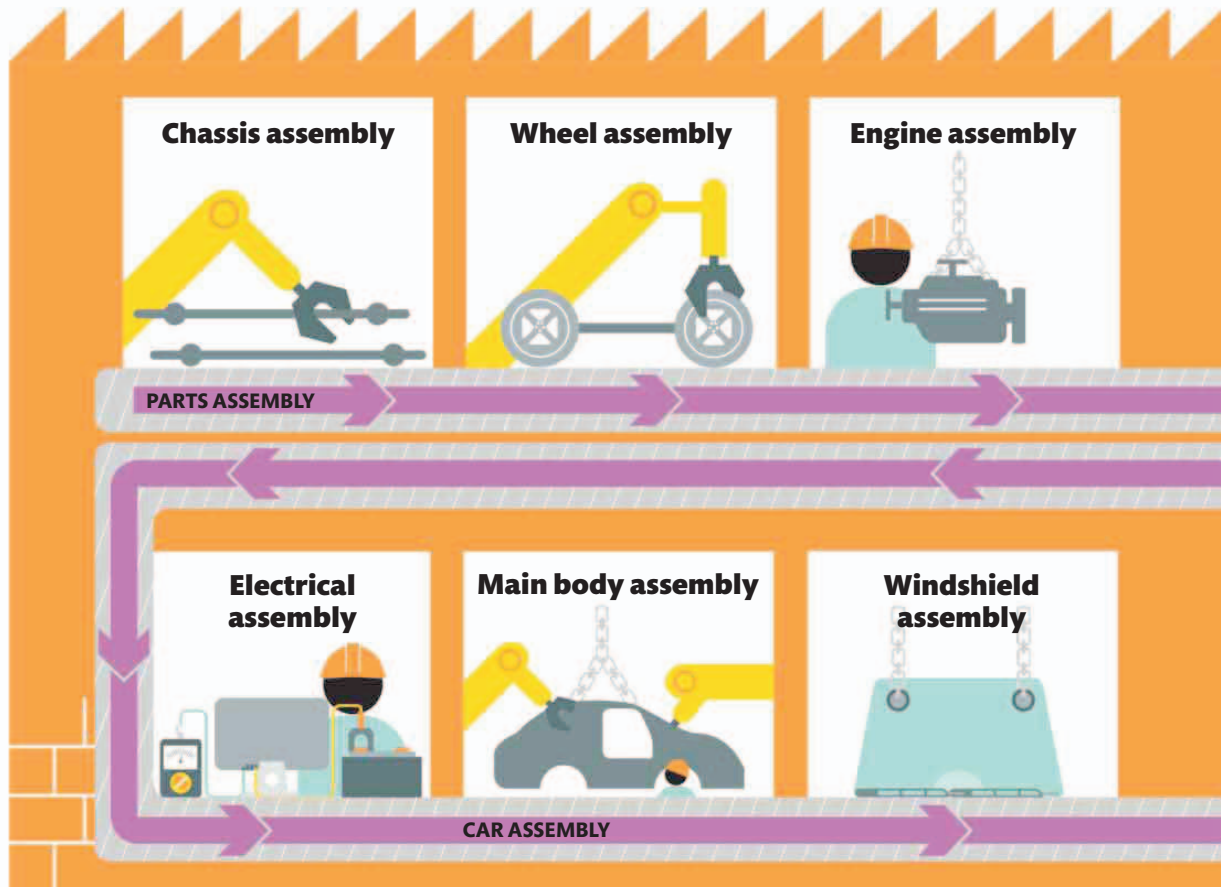 Chassis assembly
Wheel assembly
Engine assembly
PARTS ASSEMBLY
Electrical
assembly
Main body assembly
Windshield
assembly
CAR ASSEMBLY